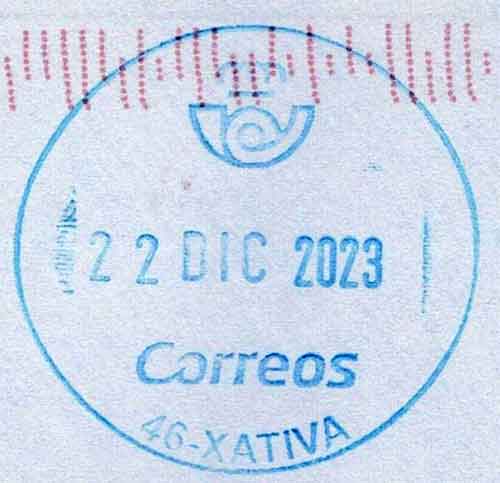 22 DIC 2023
Correos
46-XATIVA